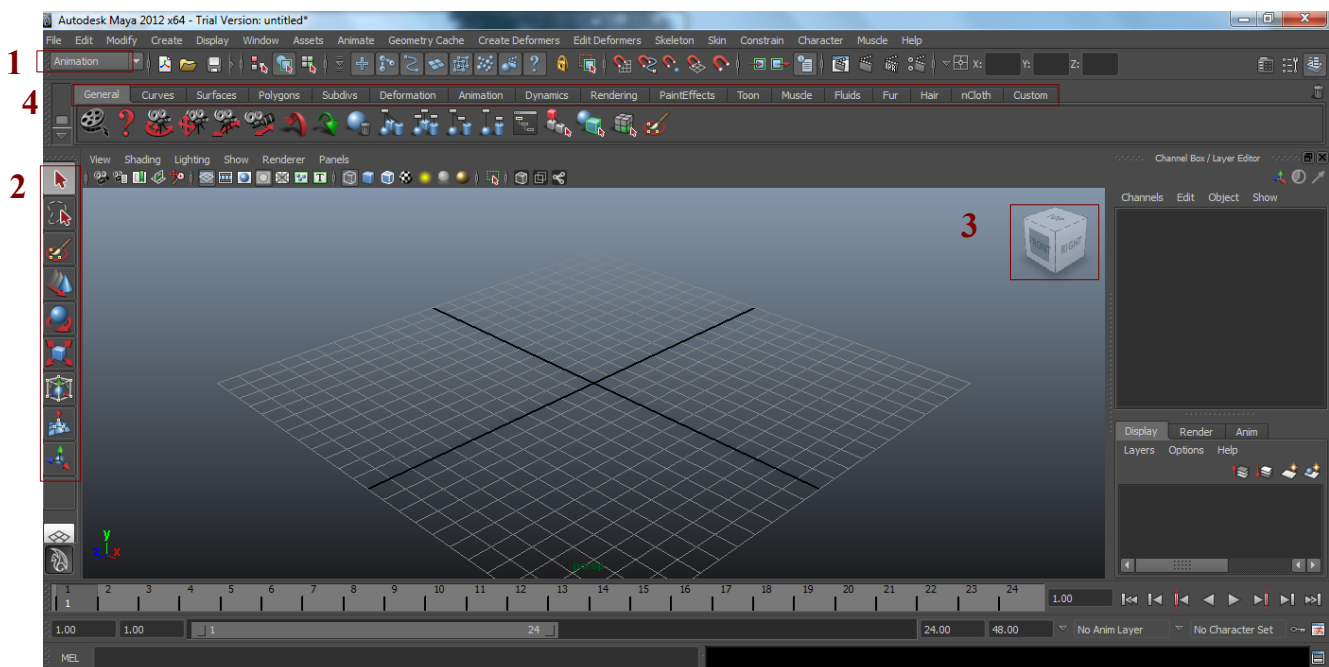 Autodesk Maya 2012 x64 - Trial Version: untitled*
File Edit Modify Create Display Window Assets Animate Geometry Cache Create Deformers Edit Deformers Skeleton Skin Constrain Character Muscle Help
1
Animation
X: Y: Z:
4
General Curves Surfaces Polygons Subdivs Deformation Animation Dynamics Rendering PaintEffects Toon Muscle Fluids Fur Hair nCloth Custom
View Shading Lighting Show Renderer Panels
Channel Box / Layer Editor
2
Channels Edit Object Show
3
TOP
FRONT RIGHT
Display Render Anim
Layers Options Help
y
z x
persp
1 2 3 4 5 6 7 8 9 10 11 12 13 14 15 16 17 18 19 20 21 22 23 24
1
1.00
1.00 1.00 1 24 24.00 48.00 No Anim Layer No Character Set
MEL